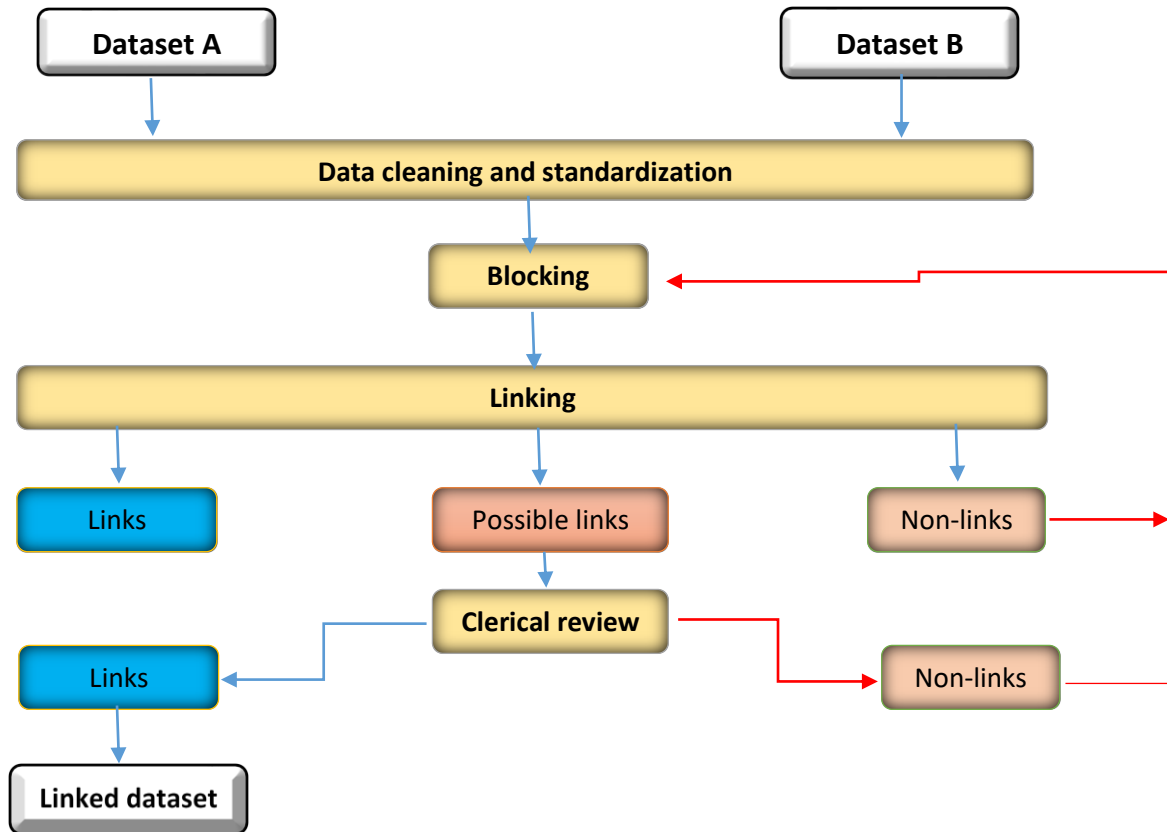 Dataset A
Dataset B
Data cleaning and standardization
Blocking
Linking
Links
Possible links
Non-links
Clerical review
Links
Non-links
Linked dataset